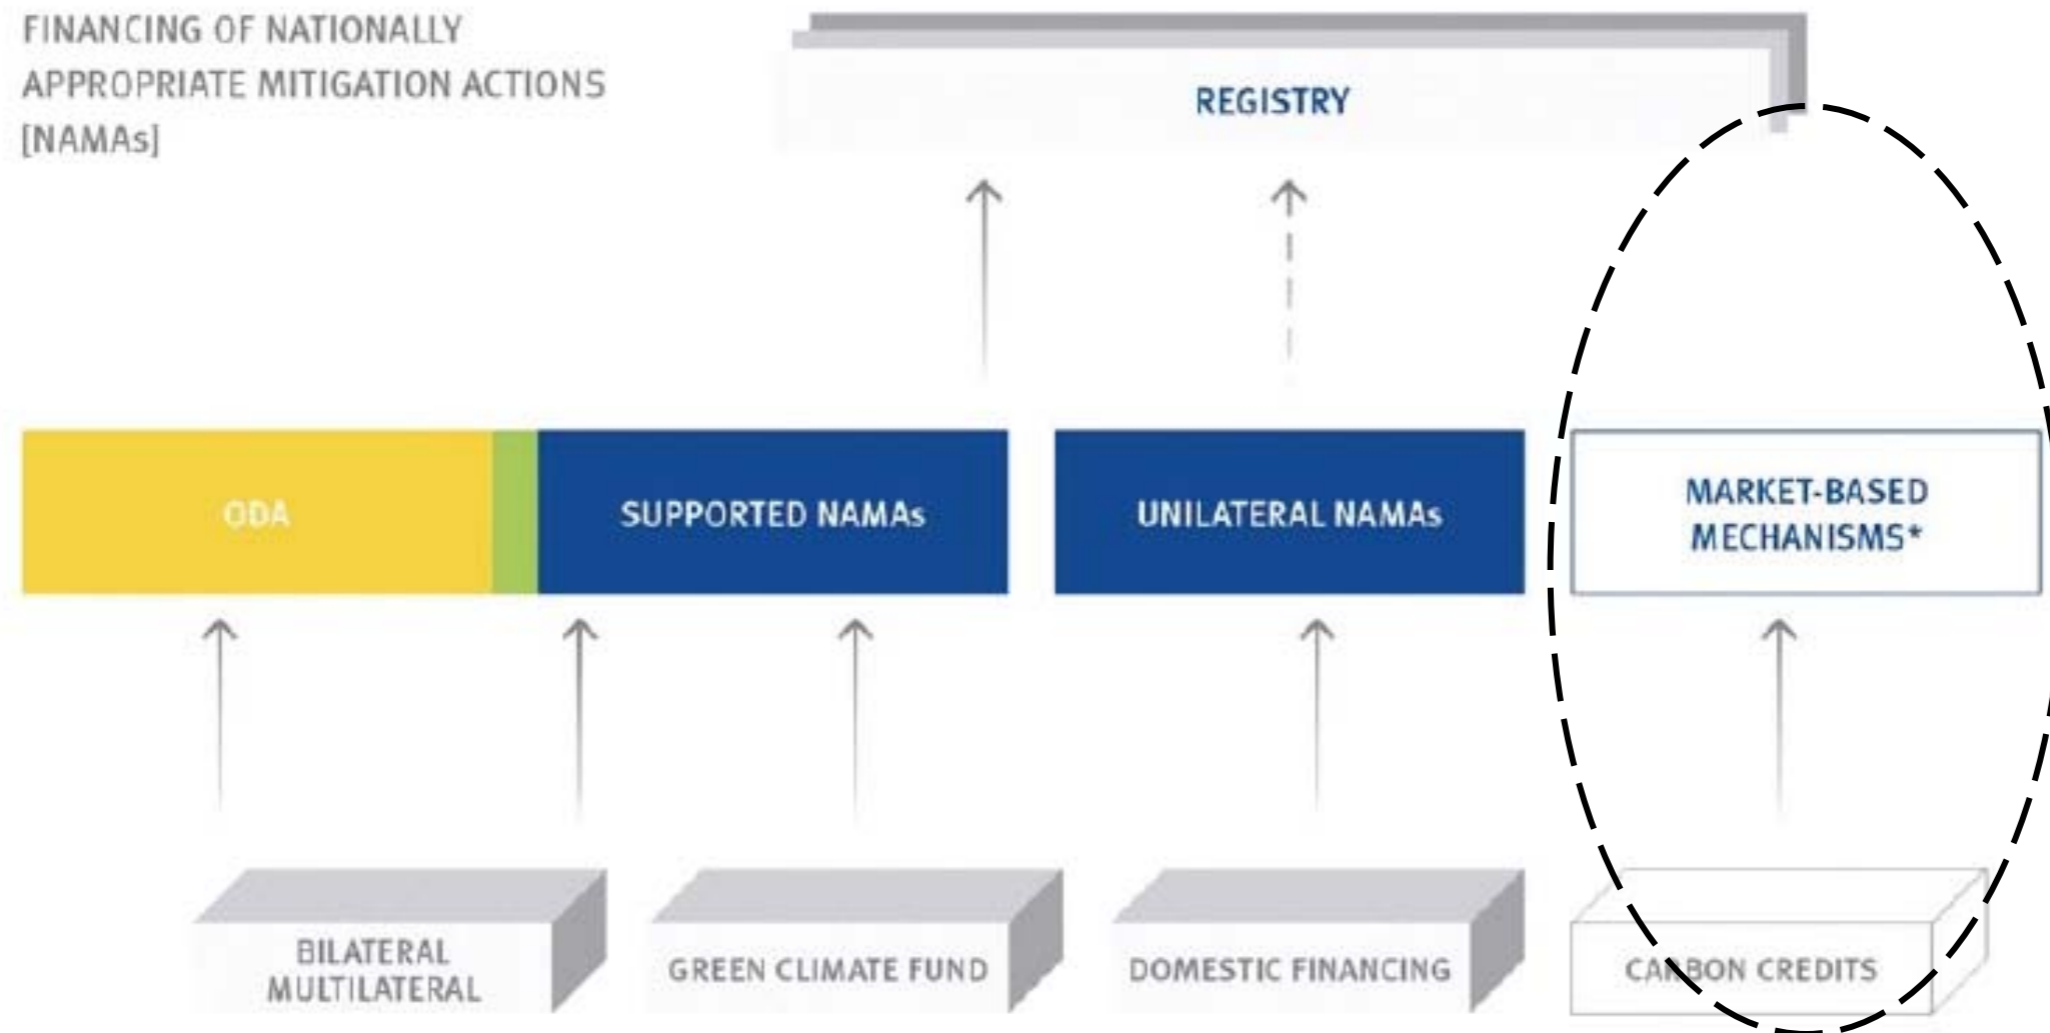 FINANCING OF NATIONALLY
APPROPRIATE MITIGATION ACTIONS
[NAMAs]
REGISTRY
ODA
SUPPORTED NAMAs
UNILATERAL NAMAs
MARKET-BASED
MECHANISMS*
BILATERAL
MULTILATERAL
GREEN CLIMATE FUND
DOMESTIC FINANCING
CARBON CREDITS